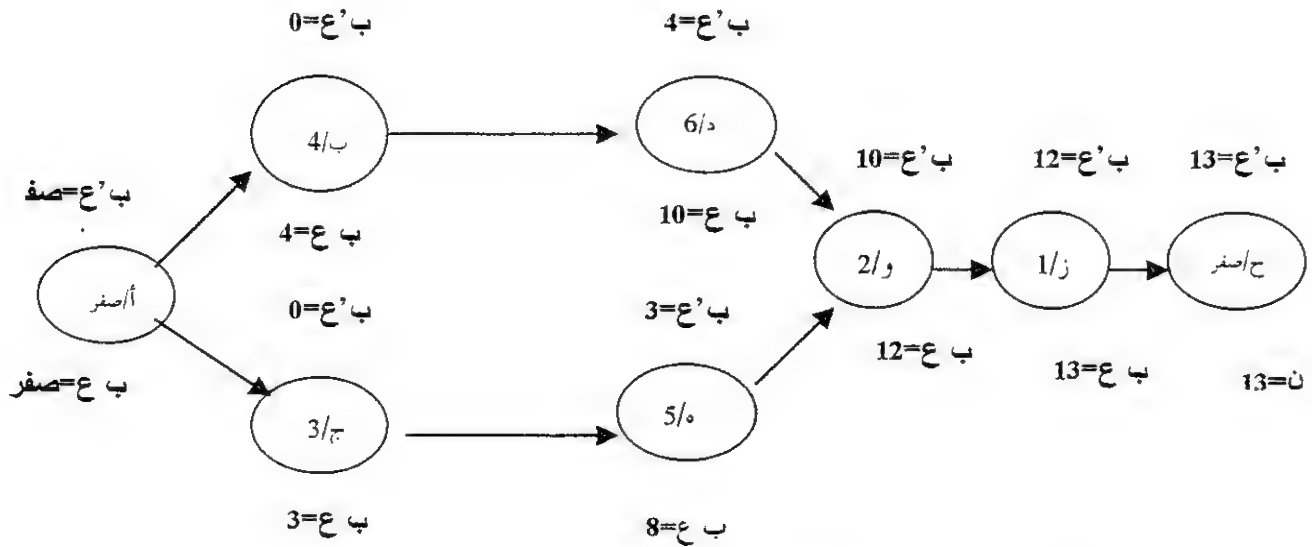 ب’ع=0
ب’ع=4
ب/4
د/6
ب’ع=10
ب’ع=12
ب’ع=13
ب’ع=صف
ب ع=4
ب ع=10
أ/صفر
و/2
ز/1
ح/صفر
ب’ع=0
ب’ع=3
ب ع=صفر
ب ع=12
ب ع=13
ن=13
ج/3
ه/5
ب ع=3
ب ع=8